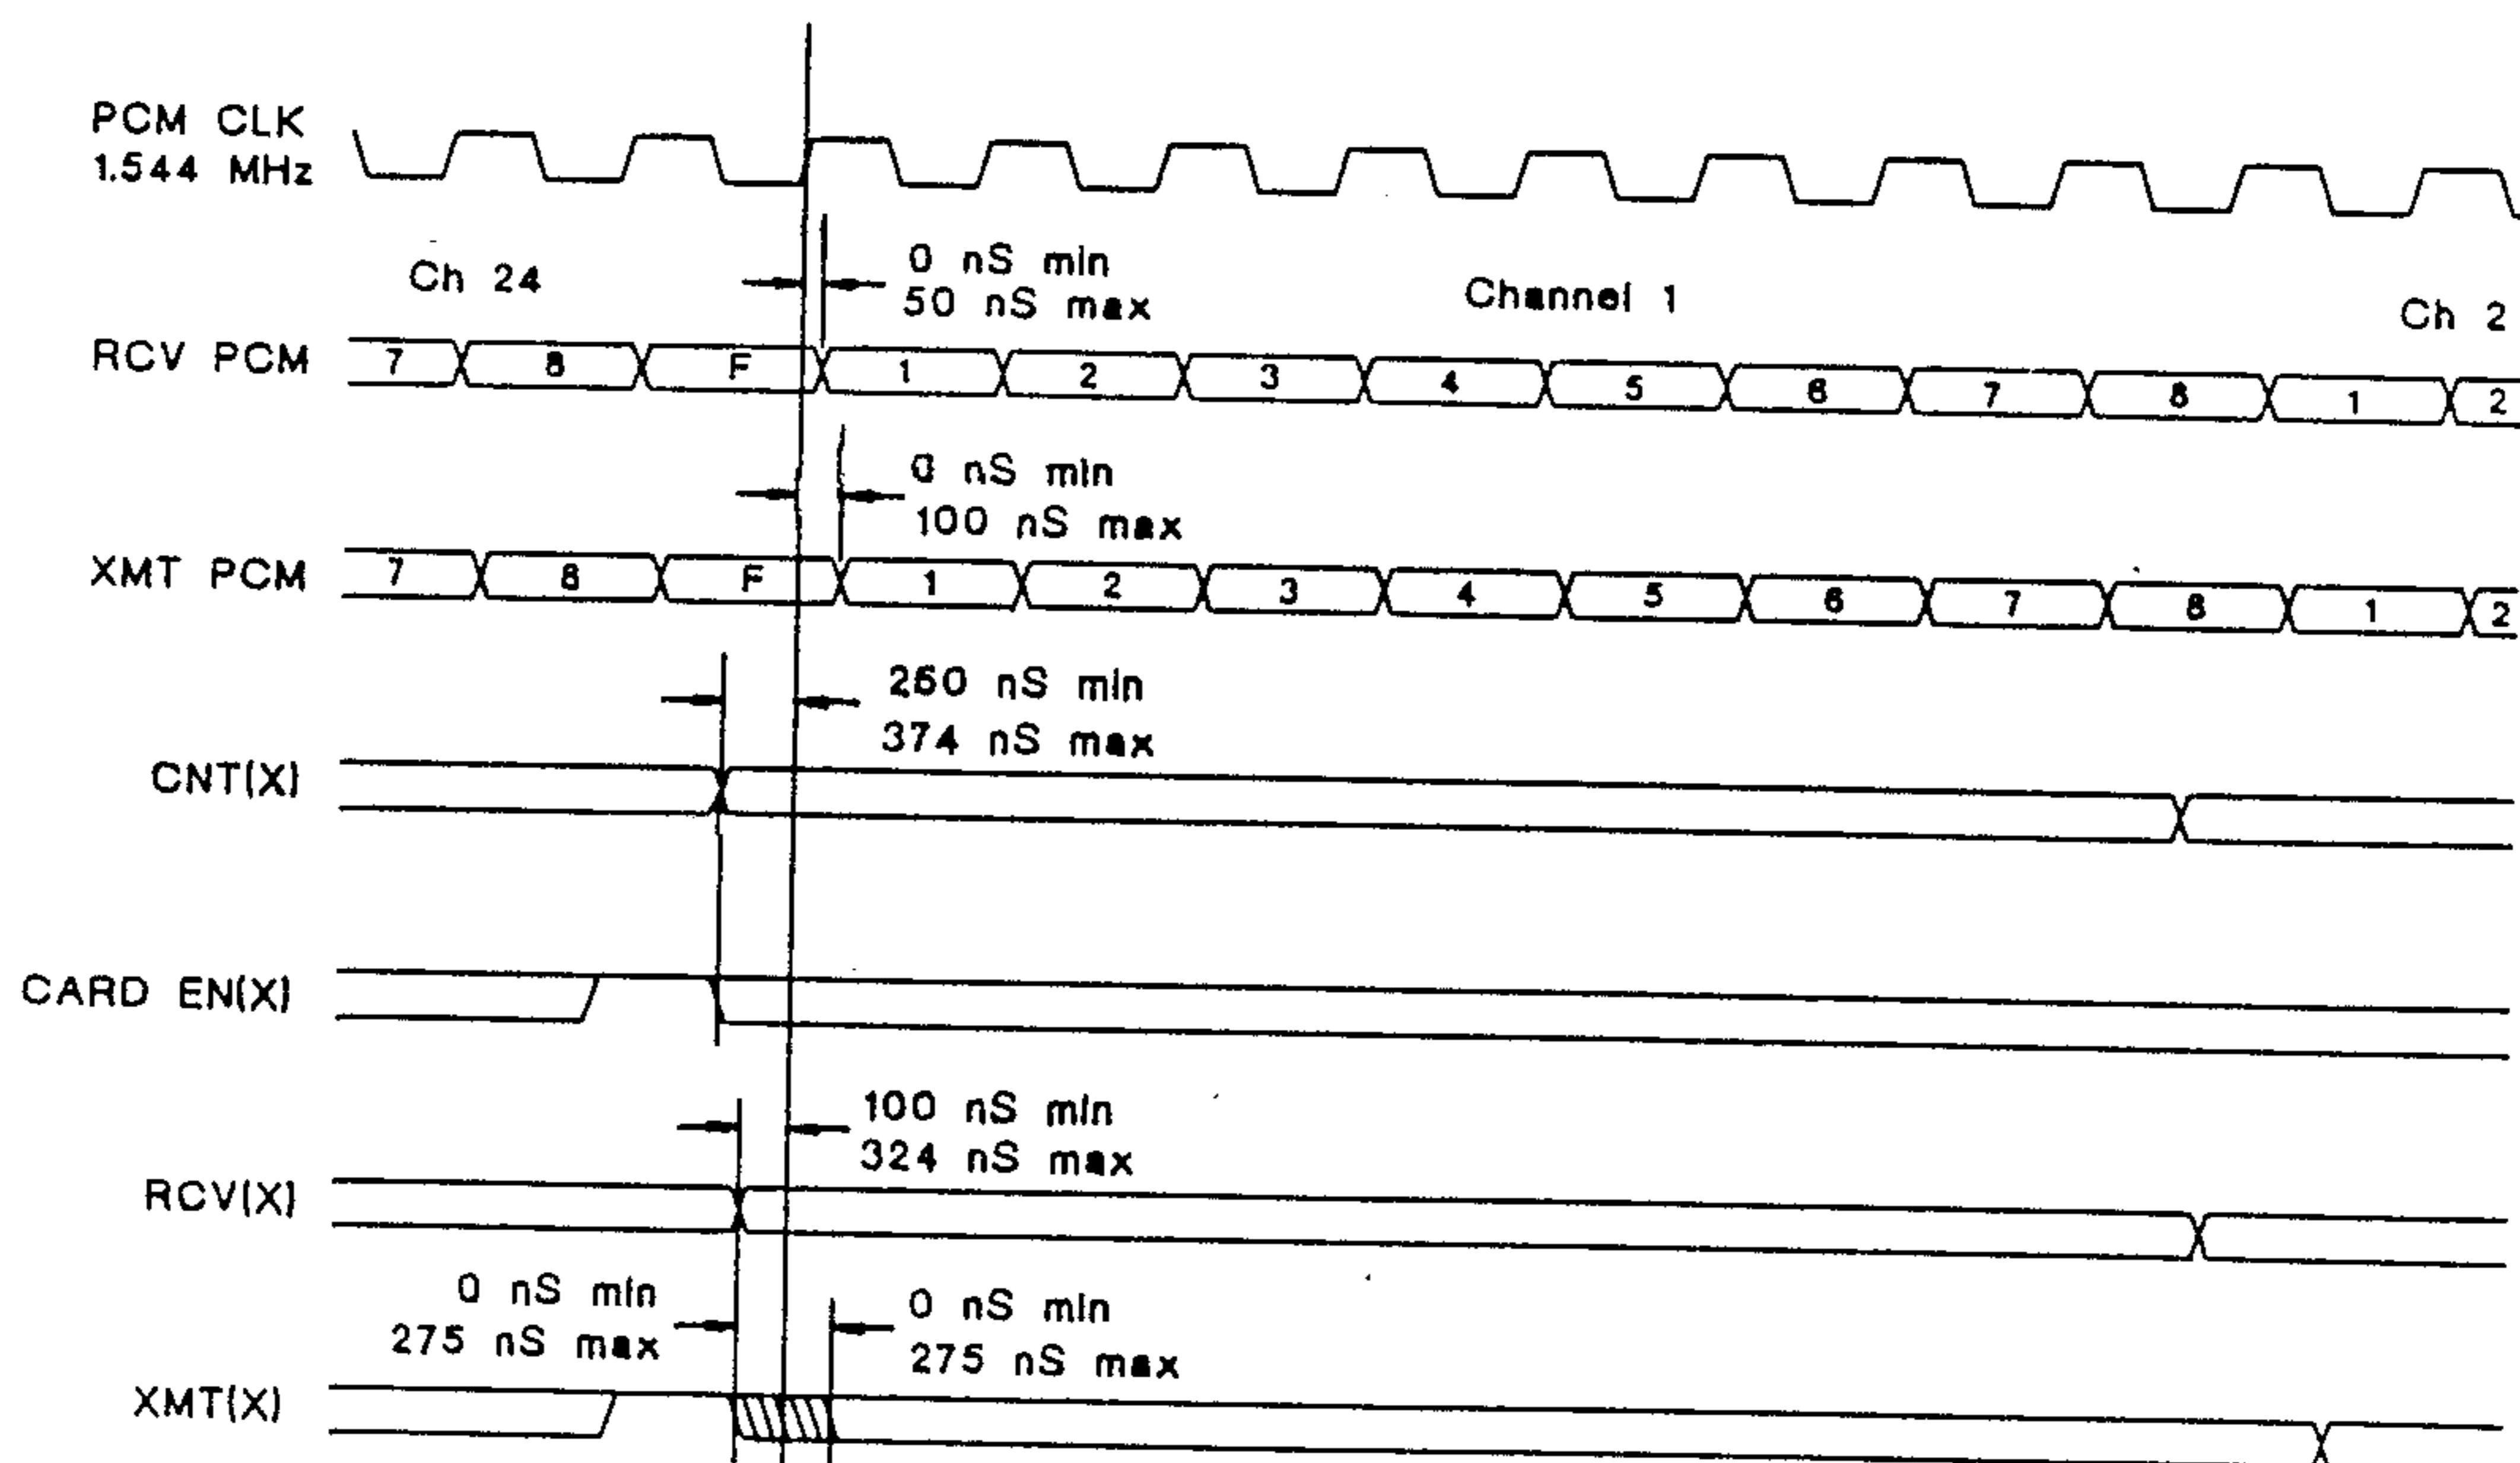 PCM CLK
1.544 MHz
Ch 24
0 nS min
50 nS max
Channel 1
Ch 2
RCV PCM
7 8 F 1 2 3 4 5 6 7 8 1 2
0 nS min
100 nS max
XMT PCM
7 8 F 1 2 3 4 5 6 7 8 1 2
260 nS min
374 nS max
CNT(X)
CARD EN(X)
100 nS min
324 nS max
RCV(X)
0 nS min
275 nS max
0 nS min
275 nS max
XMT(X)